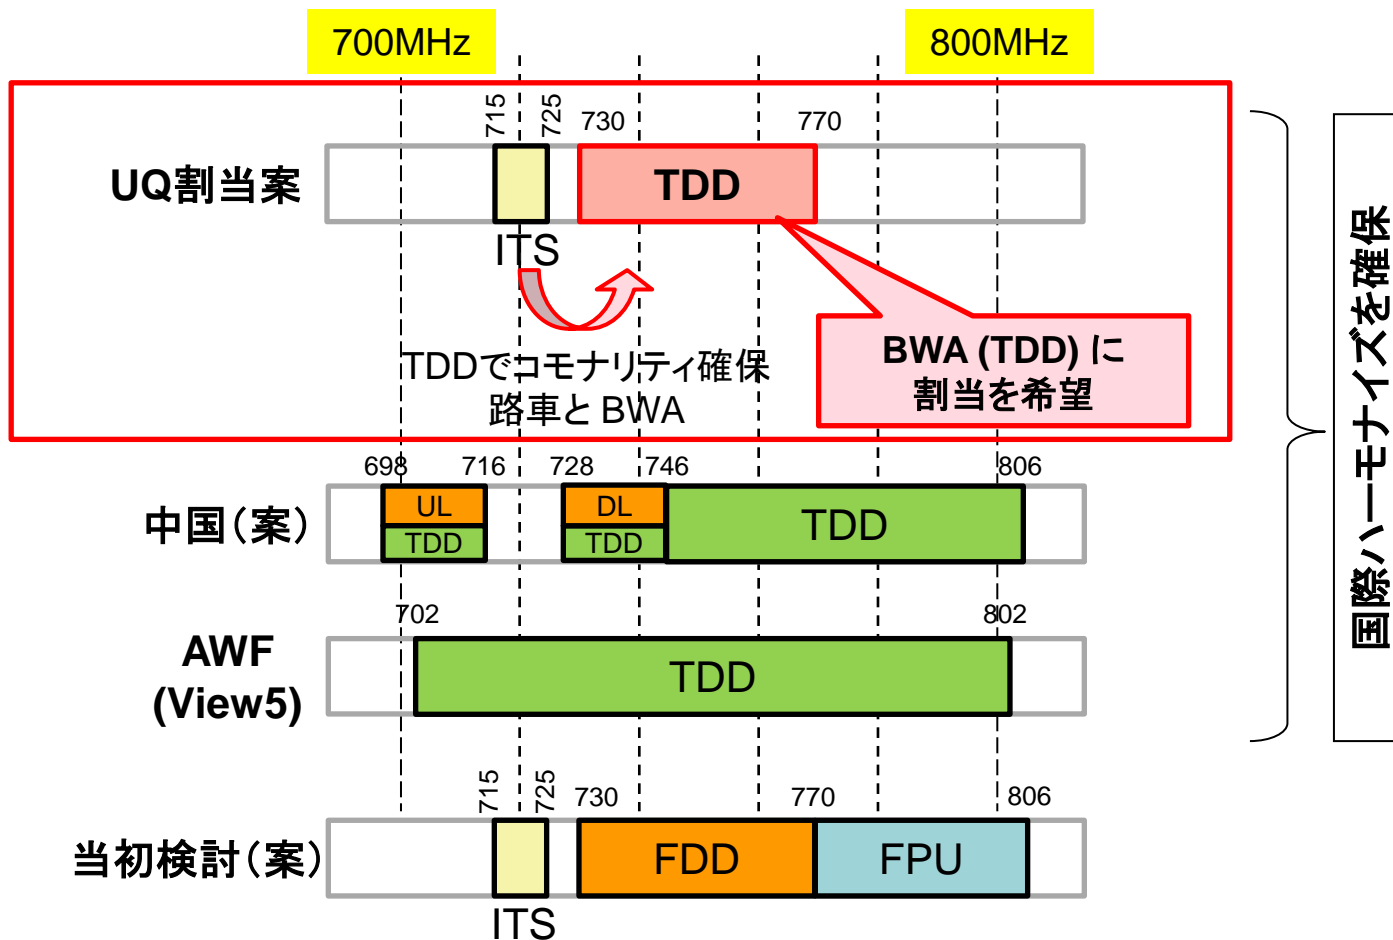 700MHz
800MHz
715
725
730
770
UQ割当案
TDD
ITS
TDDでコモナリティ確保
路車と BWA
BWA (TDD) に
割当を希望
698
716
728
746
806
中国(案)
UL
TDD
DL
TDD
TDD
702
802
AWF
(View5)
TDD
715
725
730
770
806
当初検討(案)
FDD
FPU
ITS
国際ハーモナイズを確保